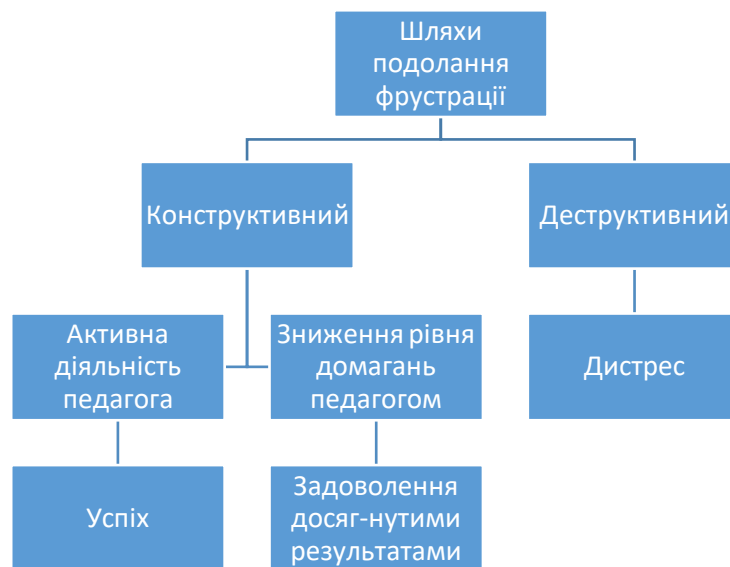 Шляхи
подолання
фрустрації
Конструктивний
Деструктивний
Активна
діяльність
педагога
Зниження рівня
домагань
педагогом
Дистрес
Успіх
Задоволення
досяг-нутими
результатами